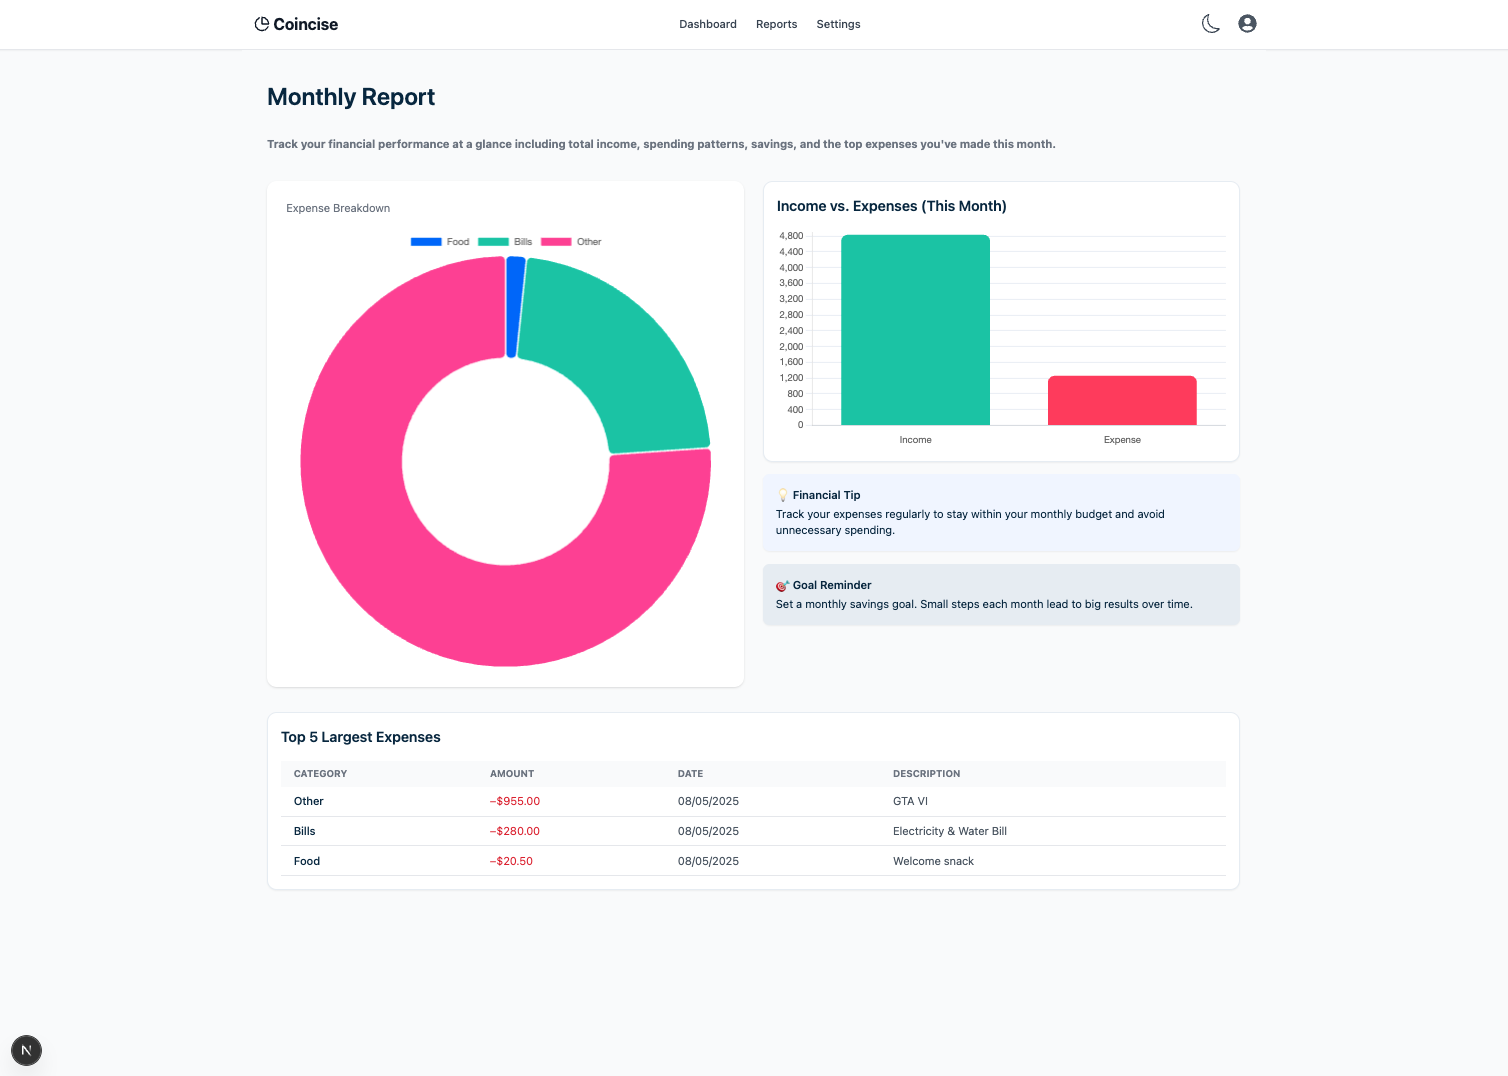 Coincise
Dashboard Reports Settings
Monthly Report
Track your financial performance at a glance including total income, spending patterns, savings, and the top expenses you've made this month.
Expense Breakdown
Food Bills Other
Income vs. Expenses (This Month)
4,800
4,400
4,000
3,600
3,200
2,800
2,400
2,000
1,600
1,200
800
400
0
Income Expense
Financial Tip
Track your expenses regularly to stay within your monthly budget and avoid
unnecessary spending.
Goal Reminder
Set a monthly savings goal. Small steps each month lead to big results over time.
Top 5 Largest Expenses
CATEGORY AMOUNT DATE DESCRIPTION
Other –$955.00 08/05/2025 GTA VI
Bills –$280.00 08/05/2025 Electricity & Water Bill
Food –$20.50 08/05/2025 Welcome snack
N